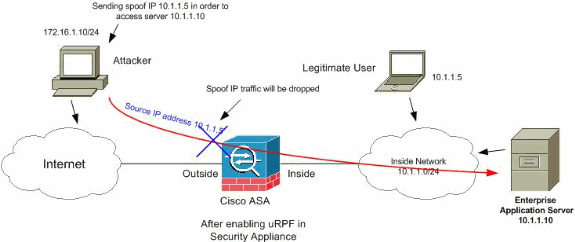 Sending spoof IP 10.1.1.5 in order to
access server 10.1.1.10
172.16.1.10/24
Attacker
Legitimate User
10.1.1.5
Spoof IP traffic will be dropped
Source IP address 10.1.1.5
Internet
Outside
Inside
Inside Network
10.1.1.0/24
Cisco ASA
Enterprise
Application Server
10.1.1.10
After enabling uRPF in
Security Appliance